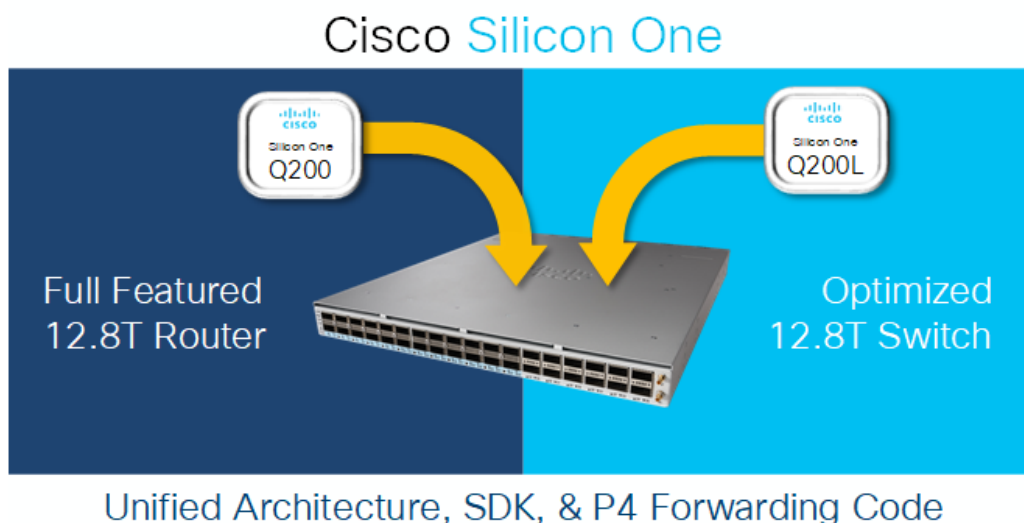 Cisco Silicon One
CISCO
Silicon One
Q200
CISCO
Silicon One
Q200L
Full Featured
12.8T Router
Optimized
12.8T Switch
Unified Architecture, SDK, & P4 Forwarding Code